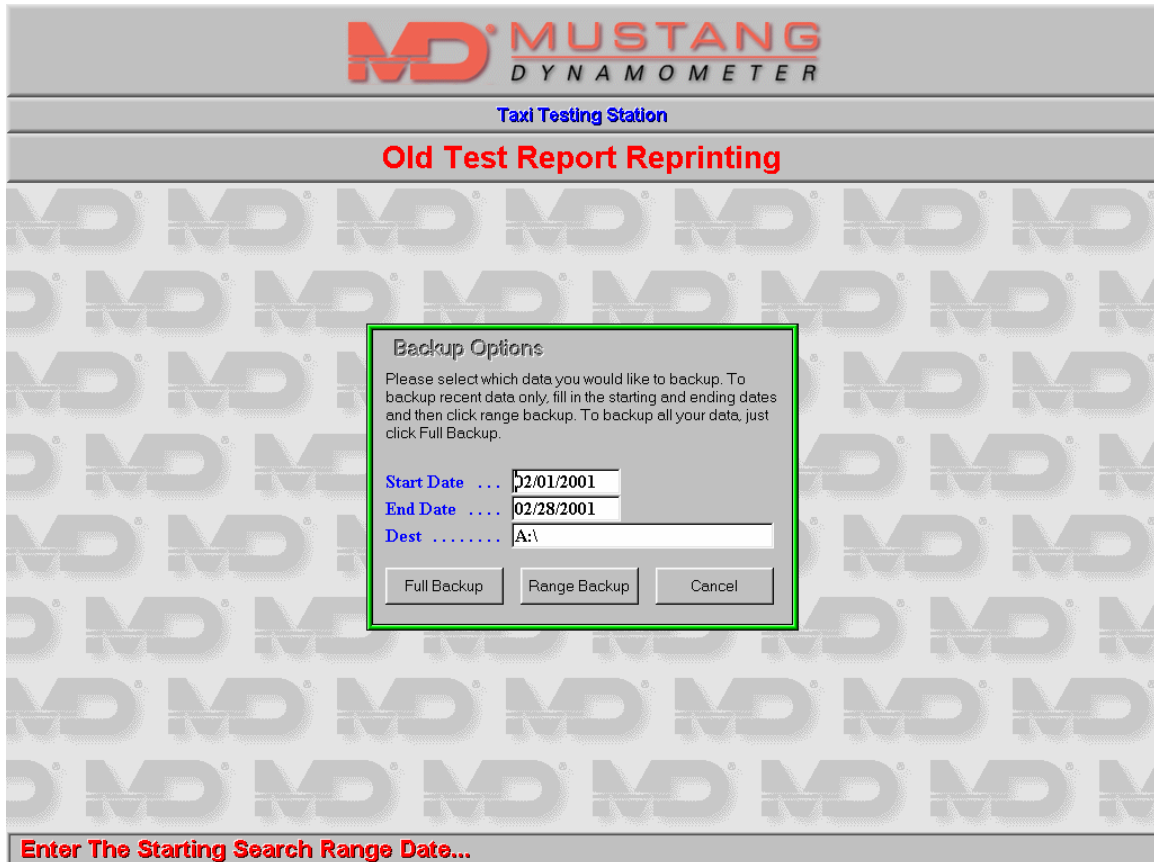 MD MUSTANG
DYNAMOMETER
Taxi Testing Station
Old Test Report Reprinting
Backup Options
Please select which data you would like to backup. To
backup recent data only, fill in the starting and ending dates
and then click range backup. To backup all your data, just
click Full Backup.
Start Date ... 02/01/2001
End Date .... 02/28/2001
Dest ........ A:\
Full Backup Range Backup Cancel
Enter The Starting Search Range Date...